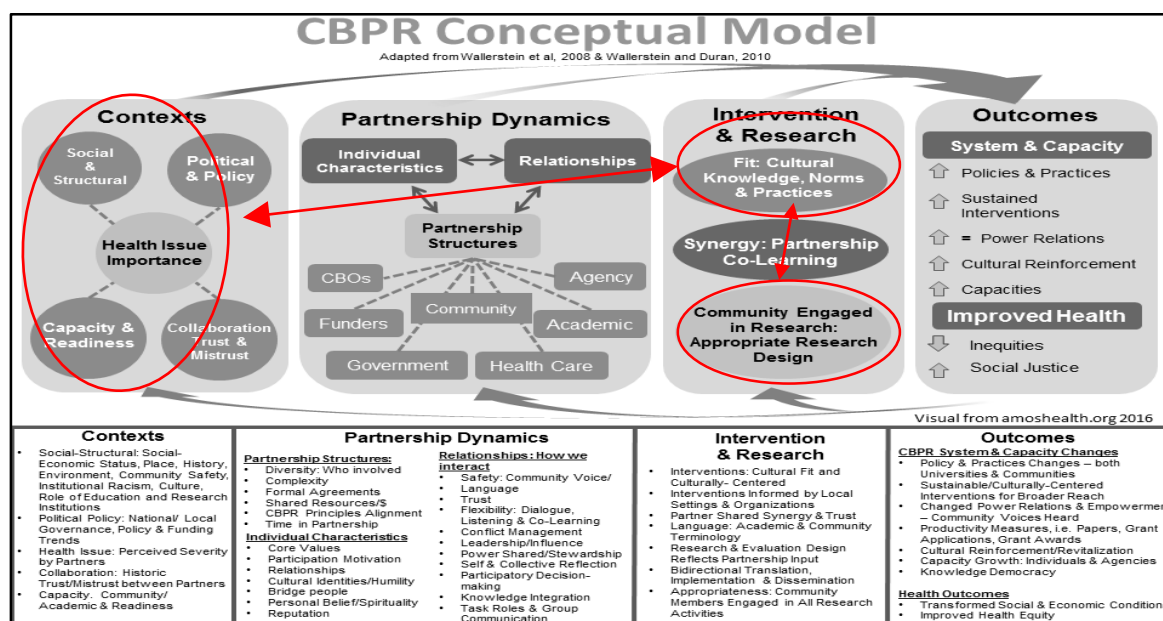 CBPR Conceptual Model
Adapted from Wallerstein et al, 2008 & Wallerstein and Duran, 2010
Contexts
Social
&
Structural
Political
& Policy
Health Issue
Importance
Capacity &
Readiness
Collaboration
Trust &
Mistrust
Partnership Dynamics
Individual
Characteristics
Relationships
Partnership
Structures
CBOs
Agency
Community
Funders
Academic
Government
Health Care
Intervention
& Research
Fit: Cultural
Knowledge, Norms
& Practices
Synergy: Partnership
Co-Learning
Community Engaged
in Research:
Appropriate Research
Design
Outcomes
System & Capacity
Policies & Practices
Sustained
Interventions
= Power Relations
Cultural Reinforcement
Capacities
Improved Health
Inequities
Social Justice
Visual from amoshealth.org 2016
Contexts
• Social-Structural: Social-
Economic Status, Place, History,
Environment, Community Safety,
Institutional Racism, Culture,
Role of Education and Research
Institutions
• Political Policy: National/ Local
Governance, Policy & Funding
Trends
• Health Issue: Perceived Severity
by Partners
• Collaboration: Historic
Trust/Mistrust between Partners
• Capacity. Community/
Academic & Readiness
Partnership Dynamics
Partnership Structures:
• Diversity: Who involved
• Complexity
• Formal Agreements
• Shared Resources/$
• CBPR Principles Alignment
• Time in Partnership
Individual Characteristics
• Core Values
• Participation Motivation
• Relationships
• Cultural Identities/Humility
• Bridge people
• Personal Belief/Spirituality
• Reputation
Relationships: How we
interact
• Safety: Community Voice/
Language
• Trust
• Flexibility: Dialogue,
Listening & Co-Learning
• Conflict Management
• Leadership/Influence
• Power Shared/Stewardship
• Self & Collective Reflection
• Participatory Decision-
making
• Knowledge Integration
• Task Roles & Group
Communication
Intervention
& Research
• Interventions: Cultural Fit and
Culturally- Centered
• Interventions Informed by Local
Settings & Organizations
• Partner Shared Synergy & Trust
• Language: Academic & Community
Terminology
• Research & Evaluation Design
Reflects Partnership Input
• Bidirectional Translation,
Implementation & Dissemination
• Appropriateness: Community
Members Engaged in All Research
Activities
Outcomes
CBPR System & Capacity Changes
• Policy & Practices Changes – both
Universities & Communities
• Sustainable/Culturally-Centered
Interventions for Broader Reach
• Changed Power Relations & Empowermen
– Community Voices Heard
• Productivity Measures, i.e. Papers, Grant
Applications, Grant Awards
• Cultural Reinforcement/Revitalization
• Capacity Growth: Individuals & Agencies
• Knowledge Democracy
Health Outcomes
• Transformed Social & Economic Condition
• Improved Health Equity